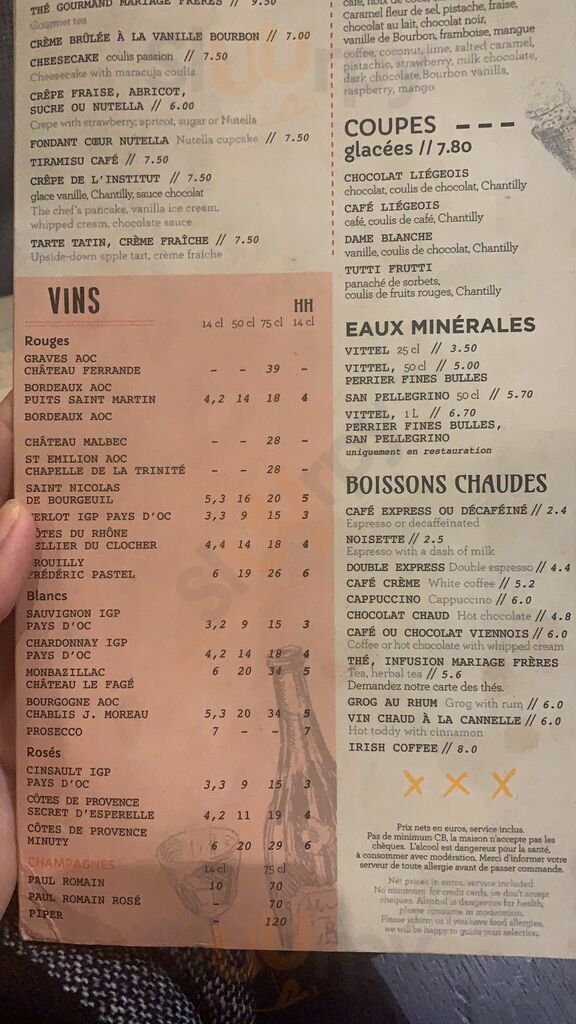 THÉ GOURMAND MARIAGE FRÈRES // 9.50
Gourmet tea
CRÈME BRÛLÉE À LA VANILLE BOURBON // 7.00
CHEESECAKE coulis passion // 7.50
Cheesecake with maracuja coulis
CRÊPE FRAISE, ABRICOT,
SUCRE OU NUTELLA // 6.00
Crepe with strawberry, apricot, sugar or Nutella
FONDANT CŒUR NUTELLA Nutella cupcake // 7.50
TIRAMISU CAFÉ // 7.50
CRÊPE DE L'INSTITUT // 7.50
glace vanille, Chantilly, sauce chocolat
The chef's pancake, vanilla ice cream,
whipped cream, chocolate sauce
TARTE TATIN, CRÈME FRAÎCHE // 7.50
Upside-down apple tart, crème fraîche
VINS
HH
14 cl 50 cl 75 cl 14 cl
Rouges
GRAVES AOC
CHÂTEAU FERRANDE – – 39 –
BORDEAUX AOC
PUITS SAINT MARTIN 4,2 14 18 4
BORDEAUX AOC
CHÂTEAU MALBEC – – 28 –
ST EMILION AOC
CHAPELLE DE LA TRINITÉ – – 28 –
SAINT NICOLAS
DE BOURGEUIL 5,3 16 20 5
MERLOT IGP PAYS D'OC 3,3 9 15 3
CÔTES DU RHÔNE
CELLIER DU CLOCHER 4,4 14 18 4
BROUILLY
FRÉDÉRIC PASTEL 6 19 26 6
Blancs
SAUVIGNON IGP
PAYS D'OC 3,2 9 15 3
CHARDONNAY IGP
PAYS D'OC 4,2 14 18 4
MONBAZILLAC 6 20 34 5
CHÂTEAU LE FAGÉ
BOURGOGNE AOC
CHABLIS J. MOREAU 5,3 20 34 5
PROSECCO 7 – – 7
Rosés
CINSAULT IGP
PAYS D'OC 3,3 9 15 3
CÔTES DE PROVENCE
SECRET D'ESPERELLE 4,2 11 19 4
CÔTES DE PROVENCE
MINUTY 6 20 29 6
CHAMPAGNES 14 cl 75 cl
PAUL ROMAIN 10 70
PAUL ROMAIN ROSÉ – 70
PIPER – 120
Caramel fleur de sel, pistache, fraise,
chocolat au lait, chocolat noir,
vanille de Bourbon, framboise, mangue
coffee, coconut, lime, salted caramel,
pistachio, strawberry, milk chocolate,
dark chocolate,Bourbon vanilla,
raspberry, mango
COUPES – – –
glacées // 7.80
CHOCOLAT LIÉGEOIS
chocolat, coulis de chocolat, Chantilly
CAFÉ LIÉGEOIS
café, coulis de café, Chantilly
DAME BLANCHE
vanille, coulis de chocolat, Chantilly
TUTTI FRUTTI
panaché de sorbets,
coulis de fruits rouges, Chantilly
EAUX MINÉRALES
VITTEL 25 cl // 3.50
VITTEL, 50 cl // 5.00
PERRIER FINES BULLES
SAN PELLEGRINO 50 cl // 5.70
VITTEL, 1 L // 6.70
PERRIER FINES BULLES,
SAN PELLEGRINO
uniquement en restauration
BOISSONS CHAUDES
CAFÉ EXPRESS OU DÉCAFÉINÉ // 2.4
Espresso or decaffeinated
NOISETTE // 2.5
Espresso with a dash of milk
DOUBLE EXPRESS Double espresso // 4.4
CAFÉ CRÈME White coffee // 5.2
CAPPUCCINO Cappuccino // 6.0
CHOCOLAT CHAUD Hot chocolate // 4.8
CAFÉ OU CHOCOLAT VIENNOIS // 6.0
Coffee or hot chocolate with whipped cream
THÉ, INFUSION MARIAGE FRÈRES
Tea, herbal tea // 5.6
Demandez notre carte des thés.
GROG AU RHUM Grog with rum // 6.0
VIN CHAUD À LA CANNELLE // 6.0
Hot toddy with cinnamon
IRISH COFFEE // 8.0
Prix nets en euros, service inclus.
Pas de minimum CB, la maison n'accepte pas les
chèques. L'alcool est dangereux pour la santé,
à consommer avec modération. Merci d'informer votre
serveur de toute allergie avant de passer commande.
Net prices in euros, service included
No minimum for credit cards, we don't accept
cheques. Alcohol is dangerous for health,
please consume in moderation.
Please inform us if you have food allergies,
we will be happy to guide your selection.